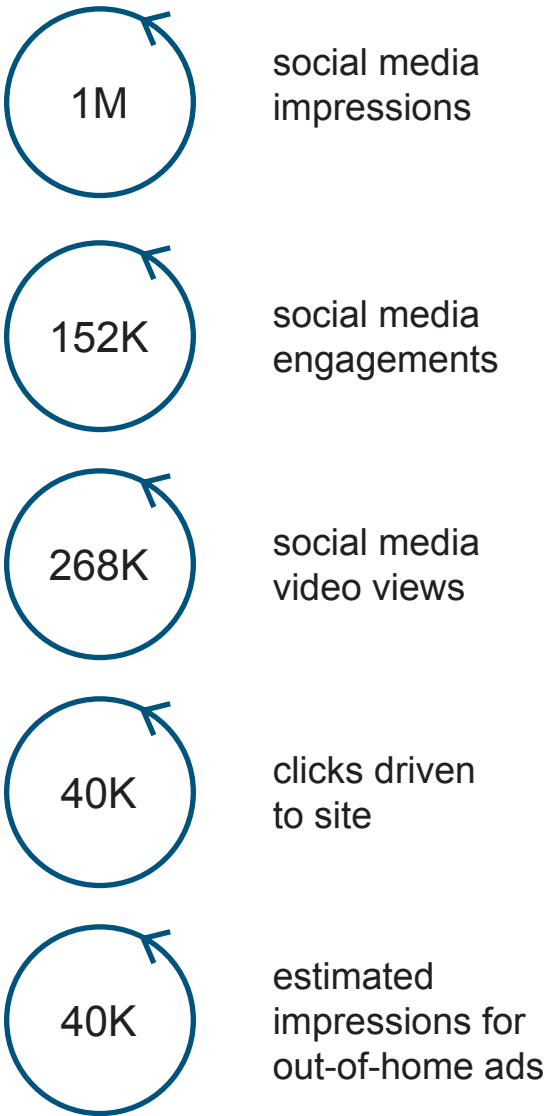 1M
social media
impressions
152K
social media
engagements
268K
social media
video views
40K
clicks driven
to site
40K
estimated
impressions for
out-of-home ads